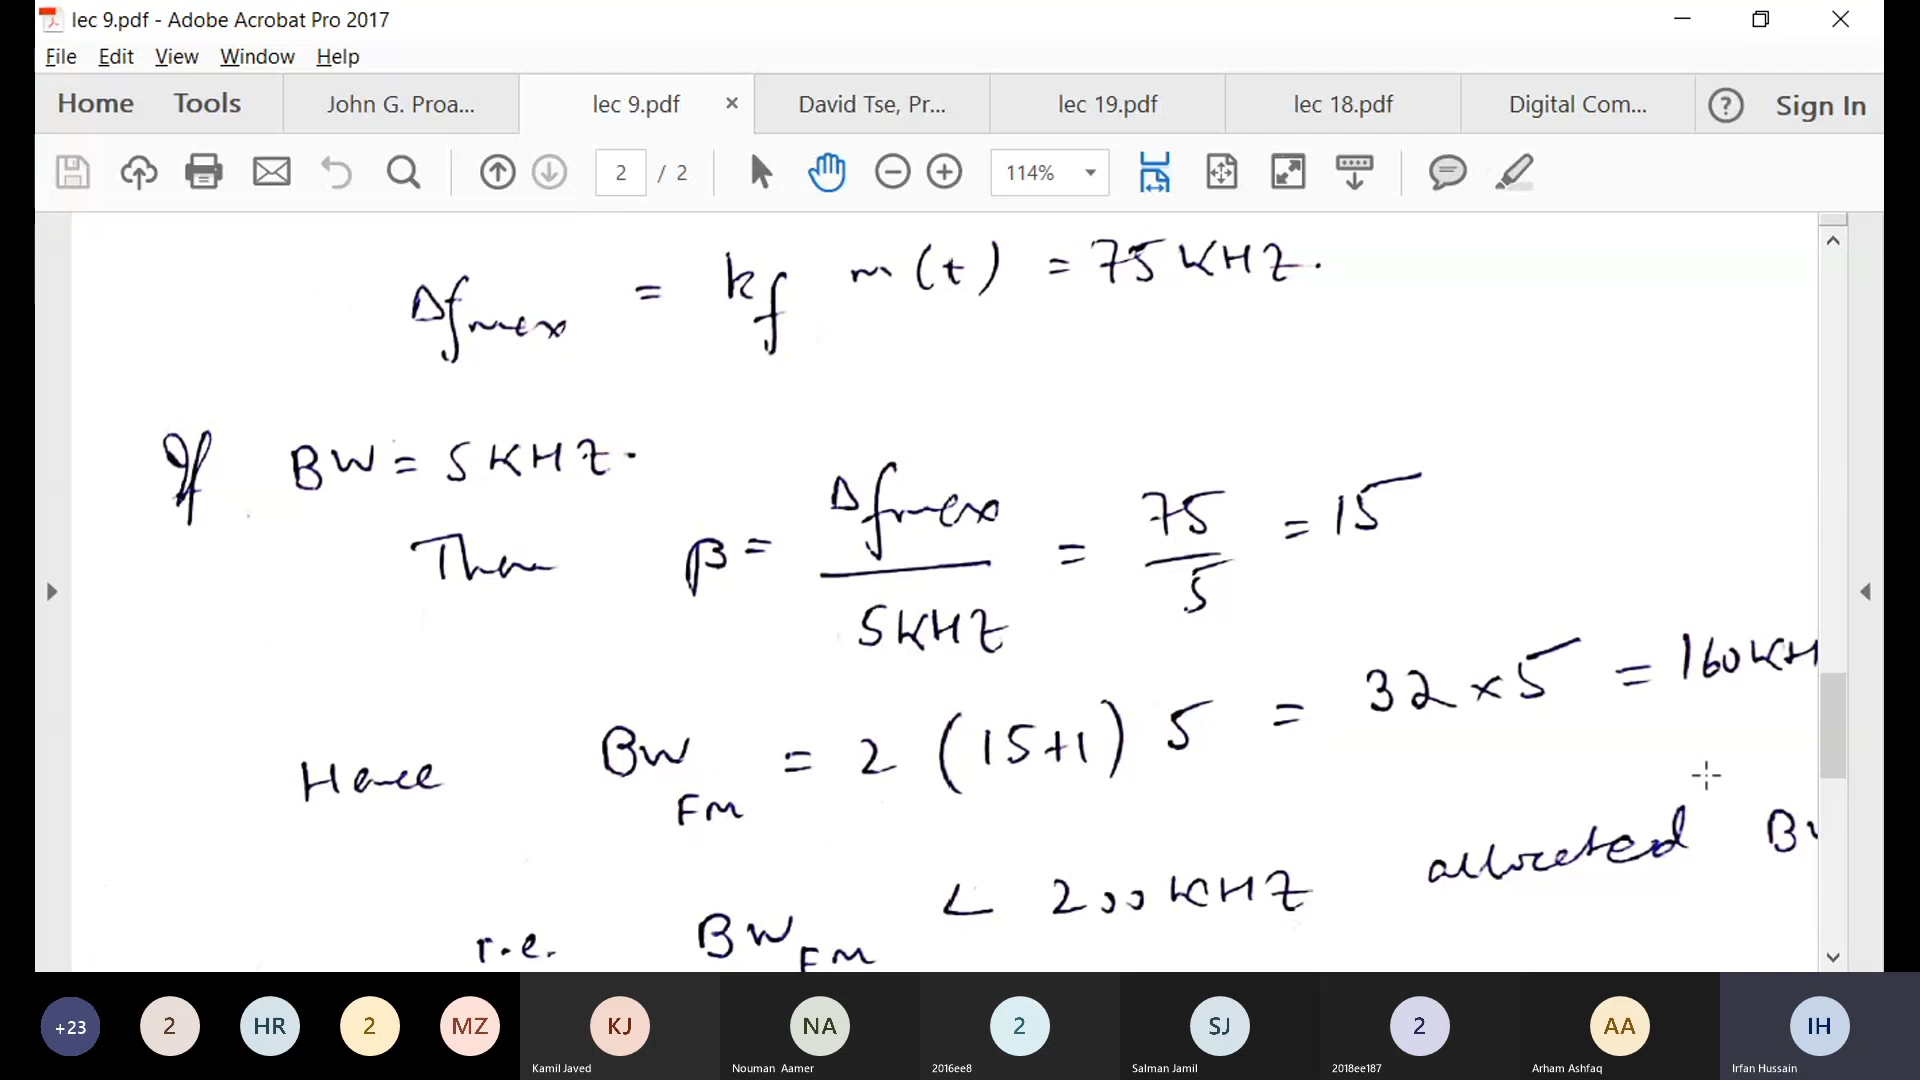 lec 9.pdf - Adobe Acrobat Pro 2017
File Edit View Window Help
Home Tools John G. Proa... lec 9.pdf × David Tse, Pr... lec 19.pdf lec 18.pdf Digital Com... ? Sign In
2 / 2 114%
Δfmax = kf m(t) = 75 KHZ.
If BW = 5 KHZ.
Then β = Δfmax / 5KHZ = 75 / 5 = 15
Hence BW FM = 2 (15+1) 5 = 32 × 5 = 160 KH
i.e. BW FM < 200 KHZ allocated B
+23 2 HR 2 MZ KJ NA 2 SJ 2 AA IH
Kamil Javed Nouman Aamer 2016ee8 Salman Jamil 2018ee187 Arham Ashfaq Irfan Hussain